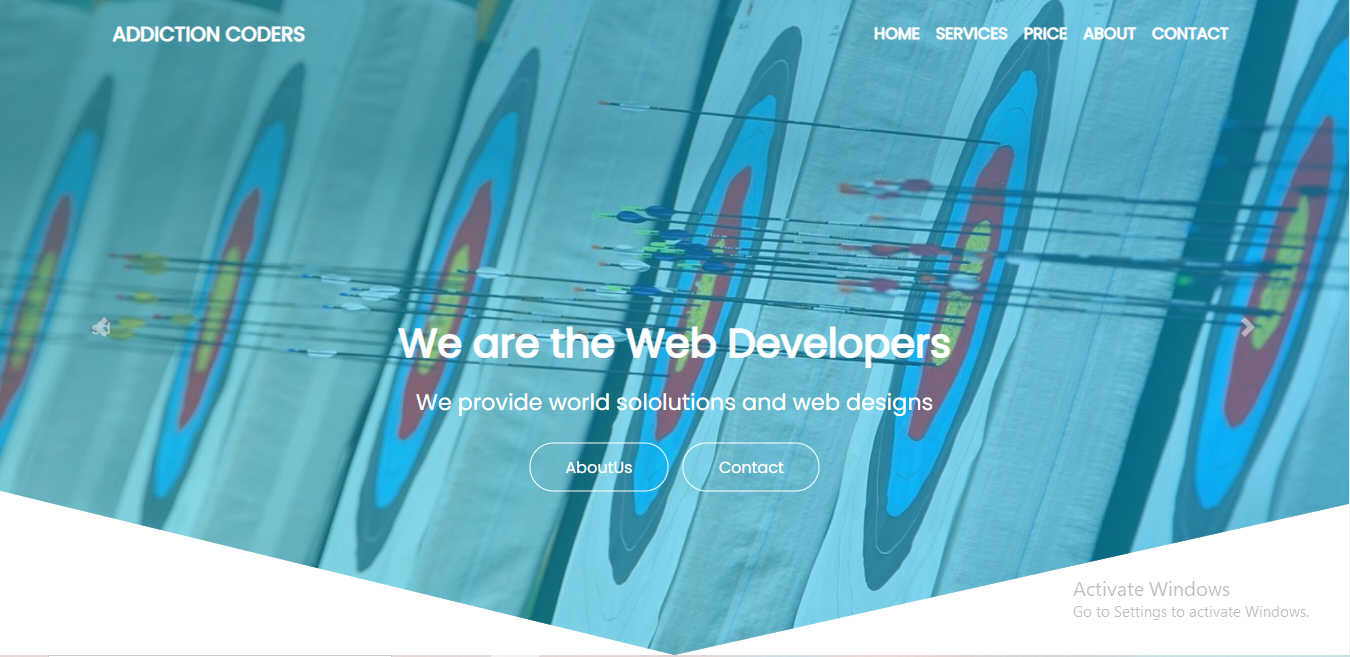 ADDICTION CODERS
HOME SERVICES PRICE ABOUT CONTACT
We are the Web Developers
We provide world sololutions and web designs
AboutUs Contact
Activate Windows
Go to Settings to activate Windows.